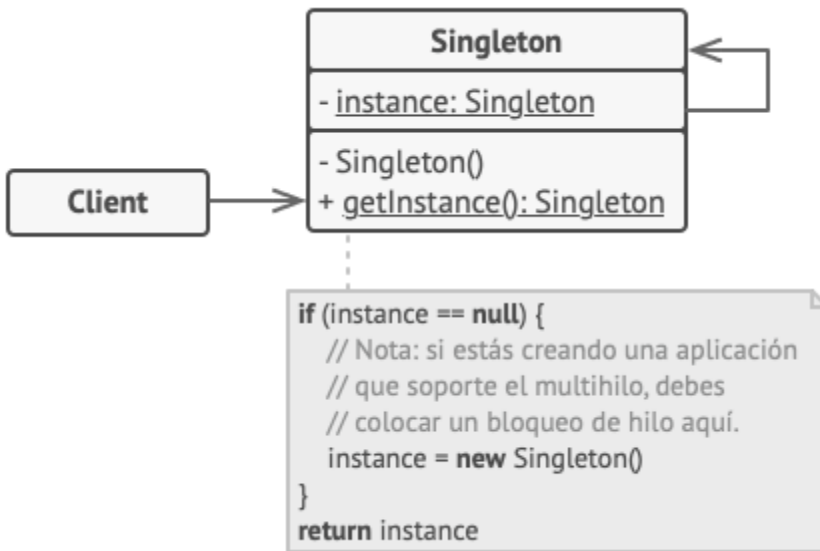 Singleton
- instance: Singleton
- Singleton()
+ getInstance(): Singleton
Client
if (instance == null) {
// Nota: si estás creando una aplicación
// que soporte el multihilo, debes
// colocar un bloqueo de hilo aquí.
instance = new Singleton()
}
return instance